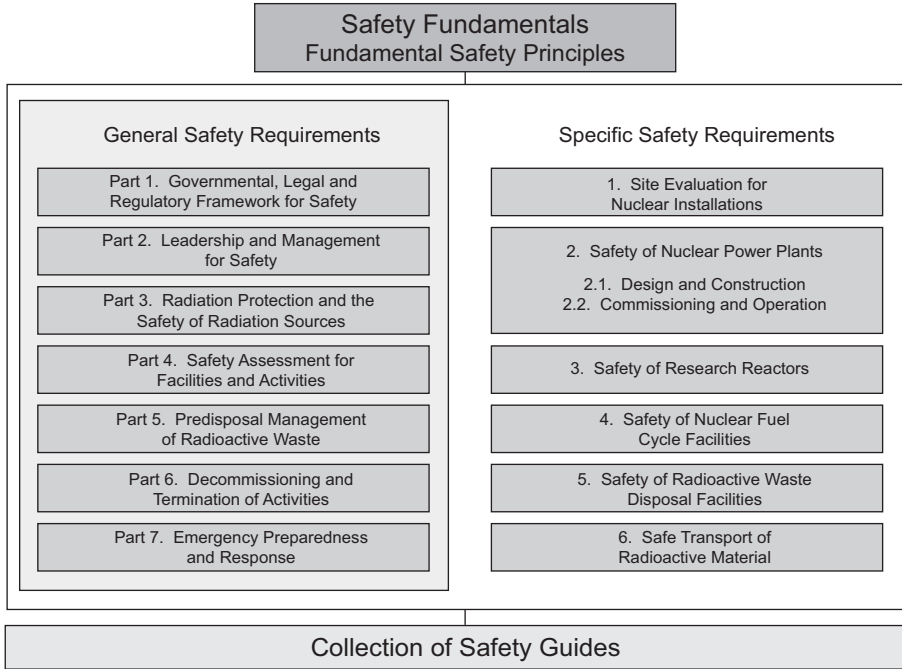 Safety Fundamentals
Fundamental Safety Principles
General Safety Requirements
Part 1. Governmental, Legal and
Regulatory Framework for Safety
Part 2. Leadership and Management
for Safety
Part 3. Radiation Protection and the
Safety of Radiation Sources
Part 4. Safety Assessment for
Facilities and Activities
Part 5. Predisposal Management
of Radioactive Waste
Part 6. Decommissioning and
Termination of Activities
Part 7. Emergency Preparedness
and Response
Specific Safety Requirements
1. Site Evaluation for
Nuclear Installations
2. Safety of Nuclear Power Plants
2.1. Design and Construction
2.2. Commissioning and Operation
3. Safety of Research Reactors
4. Safety of Nuclear Fuel
Cycle Facilities
5. Safety of Radioactive Waste
Disposal Facilities
6. Safe Transport of
Radioactive Material
Collection of Safety Guides